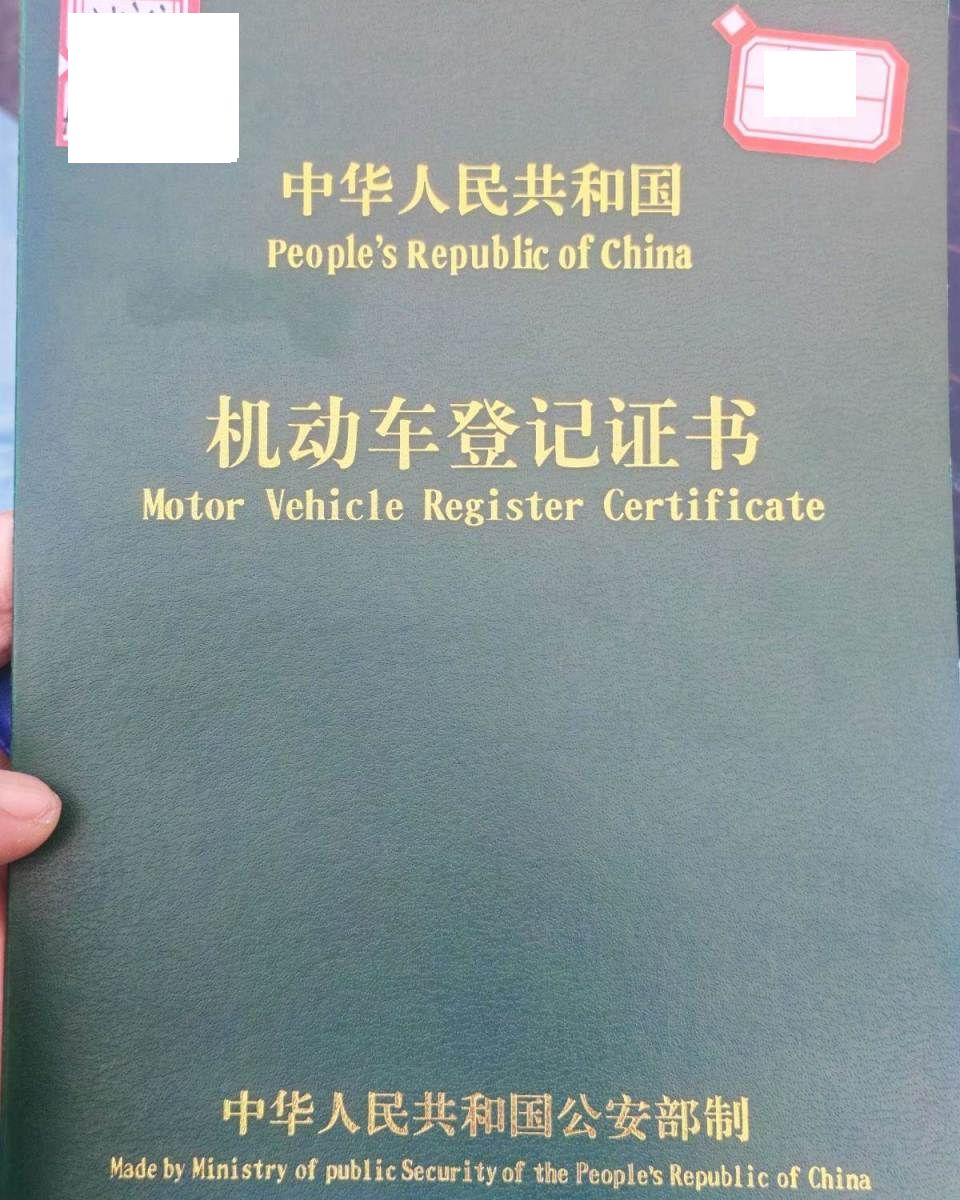 中华人民共和国
People's Republic of China
机动车登记证书
Motor Vehicle Register Certificate
中华人民共和国公安部制
Made by Ministry of public Security of the People's Republic of China